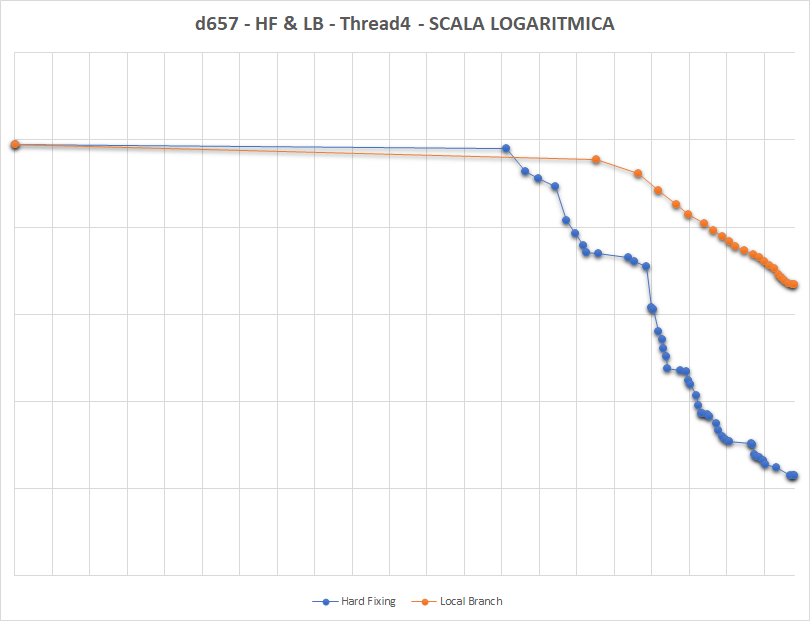 d657 - HF & LB - Thread4 - SCALA LOGARITMICA
Hard Fixing
Local Branch